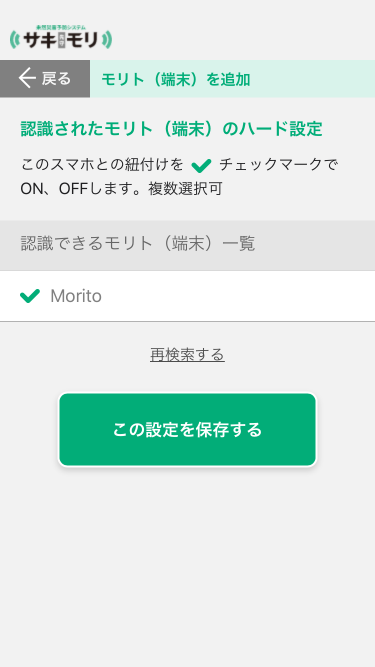 サキモリ
戻る
モリト（端末）を追加
認識されたモリト（端末）のハード設定
このスマホとの紐付けを チェックマークで
ON、OFFします。複数選択可
認識できるモリト（端末）一覧
Morito
再検索する
この設定を保存する